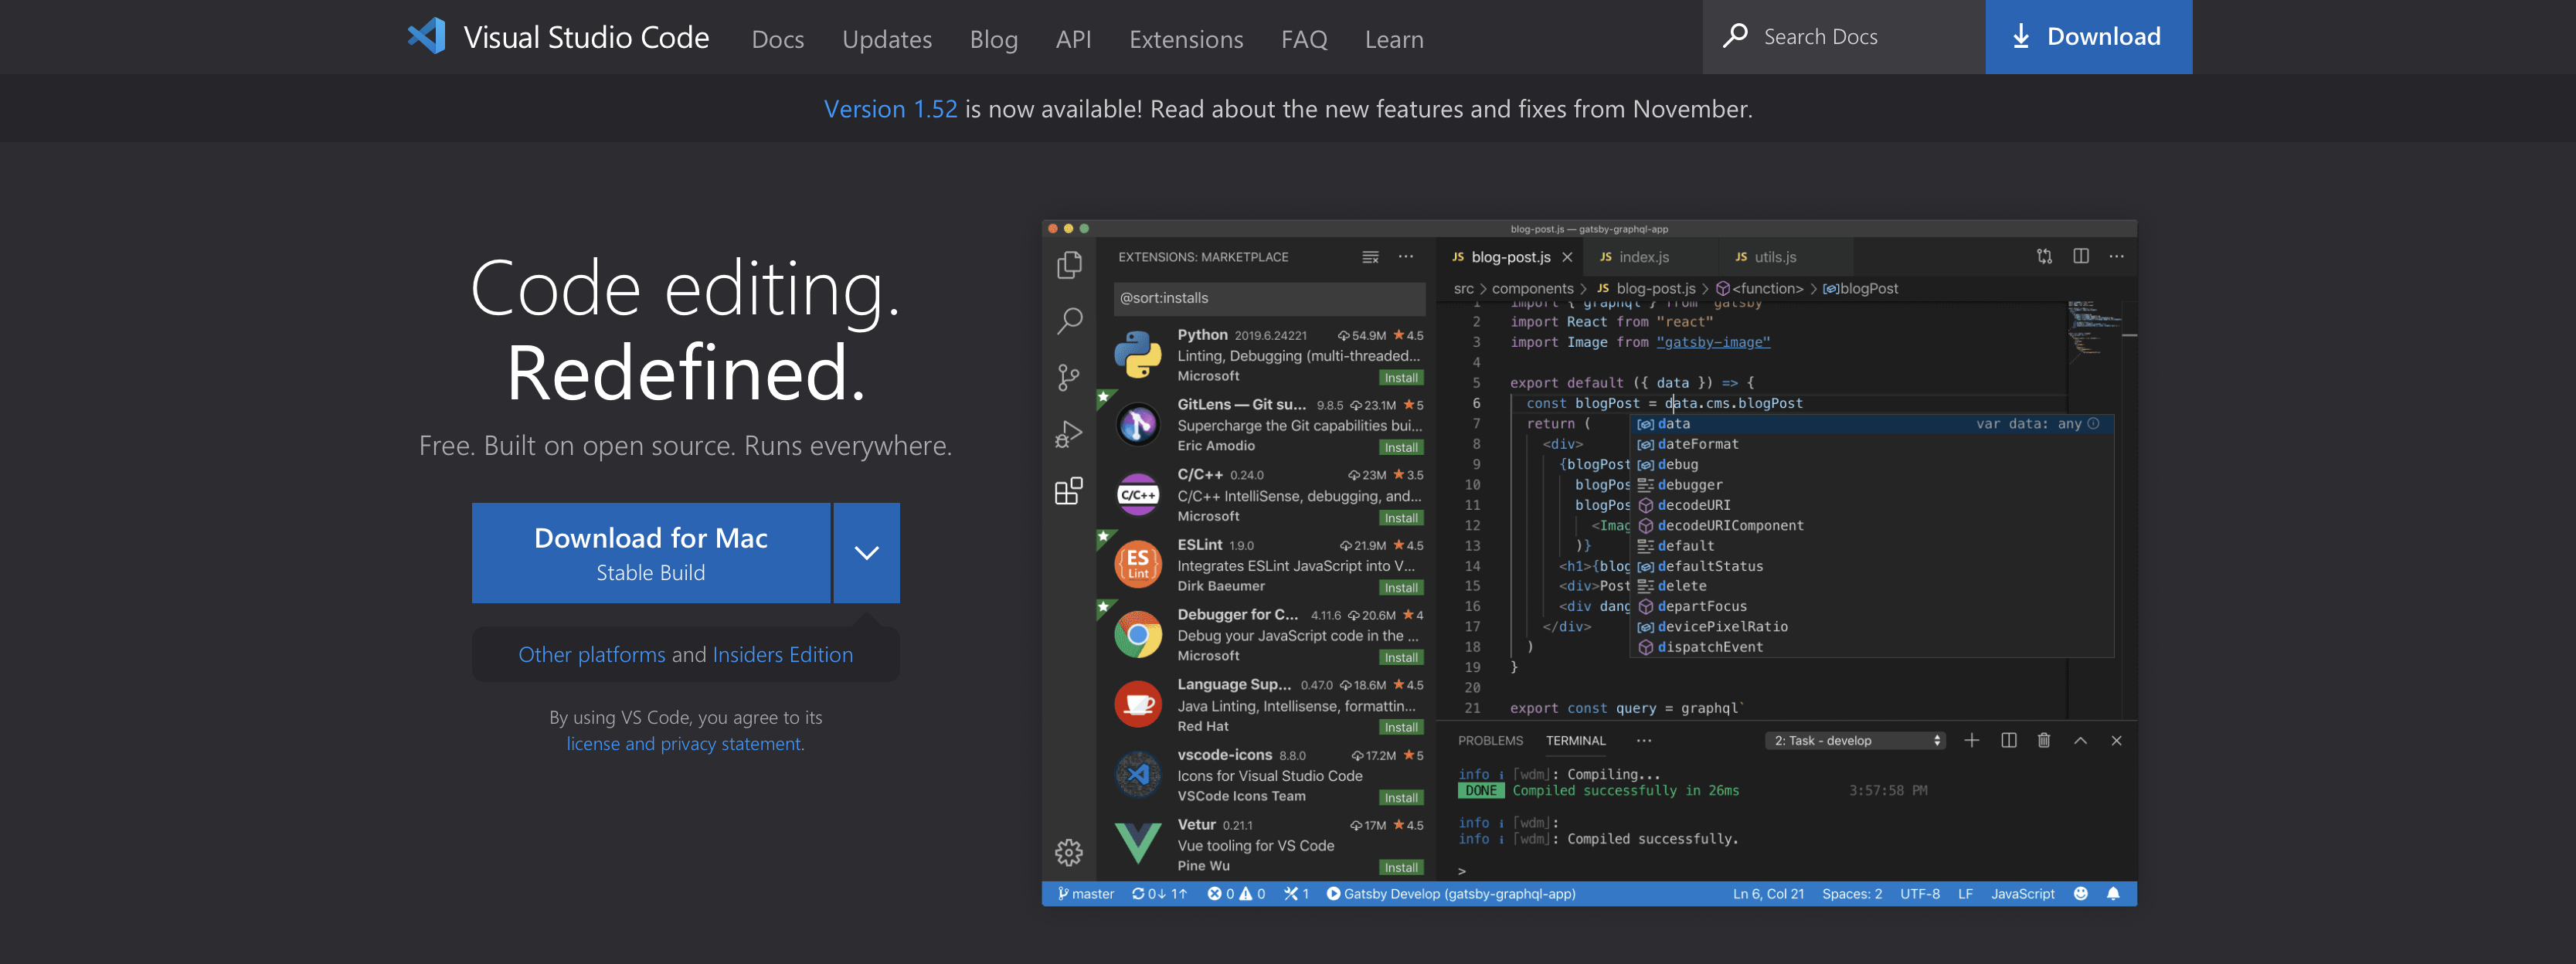 Visual Studio Code Docs Updates Blog API Extensions FAQ Learn Search Docs Download
Version 1.52 is now available! Read about the new features and fixes from November.
Code editing.
Redefined.
Free. Built on open source. Runs everywhere.
Download for Mac
Stable Build
Other platforms and Insiders Edition
By using VS Code, you agree to its
license and privacy statement.
blog-post.js — gatsby-graphql-app
EXTENSIONS: MARKETPLACE
@sort:installs
Python 2019.6.24221 54.9M 4.5
Linting, Debugging (multi-threaded...
Microsoft Install
GitLens — Git su... 9.8.5 23.1M 5
Supercharge the Git capabilities bui...
Eric Amodio Install
C/C++
C/C++ 0.24.0 23M 3.5
C/C++ IntelliSense, debugging, and...
Microsoft Install
ES
Lint
ESLint 1.9.0 21.9M 4.5
Integrates ESLint JavaScript into V...
Dirk Baeumer Install
Debugger for C... 4.11.6 20.6M 4
Debug your JavaScript code in the ...
Microsoft Install
Language Sup... 0.47.0 18.6M 4.5
Java Linting, Intellisense, formattin...
Red Hat Install
vscode-icons 8.8.0 17.2M 5
Icons for Visual Studio Code
VSCode Icons Team Install
Vetur 0.21.1 17M 4.5
Vue tooling for VS Code
Pine Wu Install
JS blog-post.js JS index.js JS utils.js
src > components > JS blog-post.js > <function> > blogPost
1 import { graphql } from "gatsby"
2 import React from "react"
3 import Image from "gatsby-image"
4
5 export default ({ data }) => {
6 const blogPost = data.cms.blogPost
7 return (
8 <div>
9 {blogPost
10 blogPos
11 blogPos
12 <Imag
13 )}
14 <h1>{blog
15 <div>Post
16 <div dang
17 </div>
18 )
19 }
20
21 export const query = graphql`
data var data: any
dateFormat
debug
debugger
decodeURI
decodeURIComponent
default
defaultStatus
delete
departFocus
devicePixelRatio
dispatchEvent
PROBLEMS TERMINAL ... 2: Task - develop
info i [wdm]: Compiling...
DONE Compiled successfully in 26ms 3:57:58 PM
info i [wdm]:
info i [wdm]: Compiled successfully.
>
master 0↓ 1↑ 0 0 1 Gatsby Develop (gatsby-graphql-app) Ln 6, Col 21 Spaces: 2 UTF-8 LF JavaScript